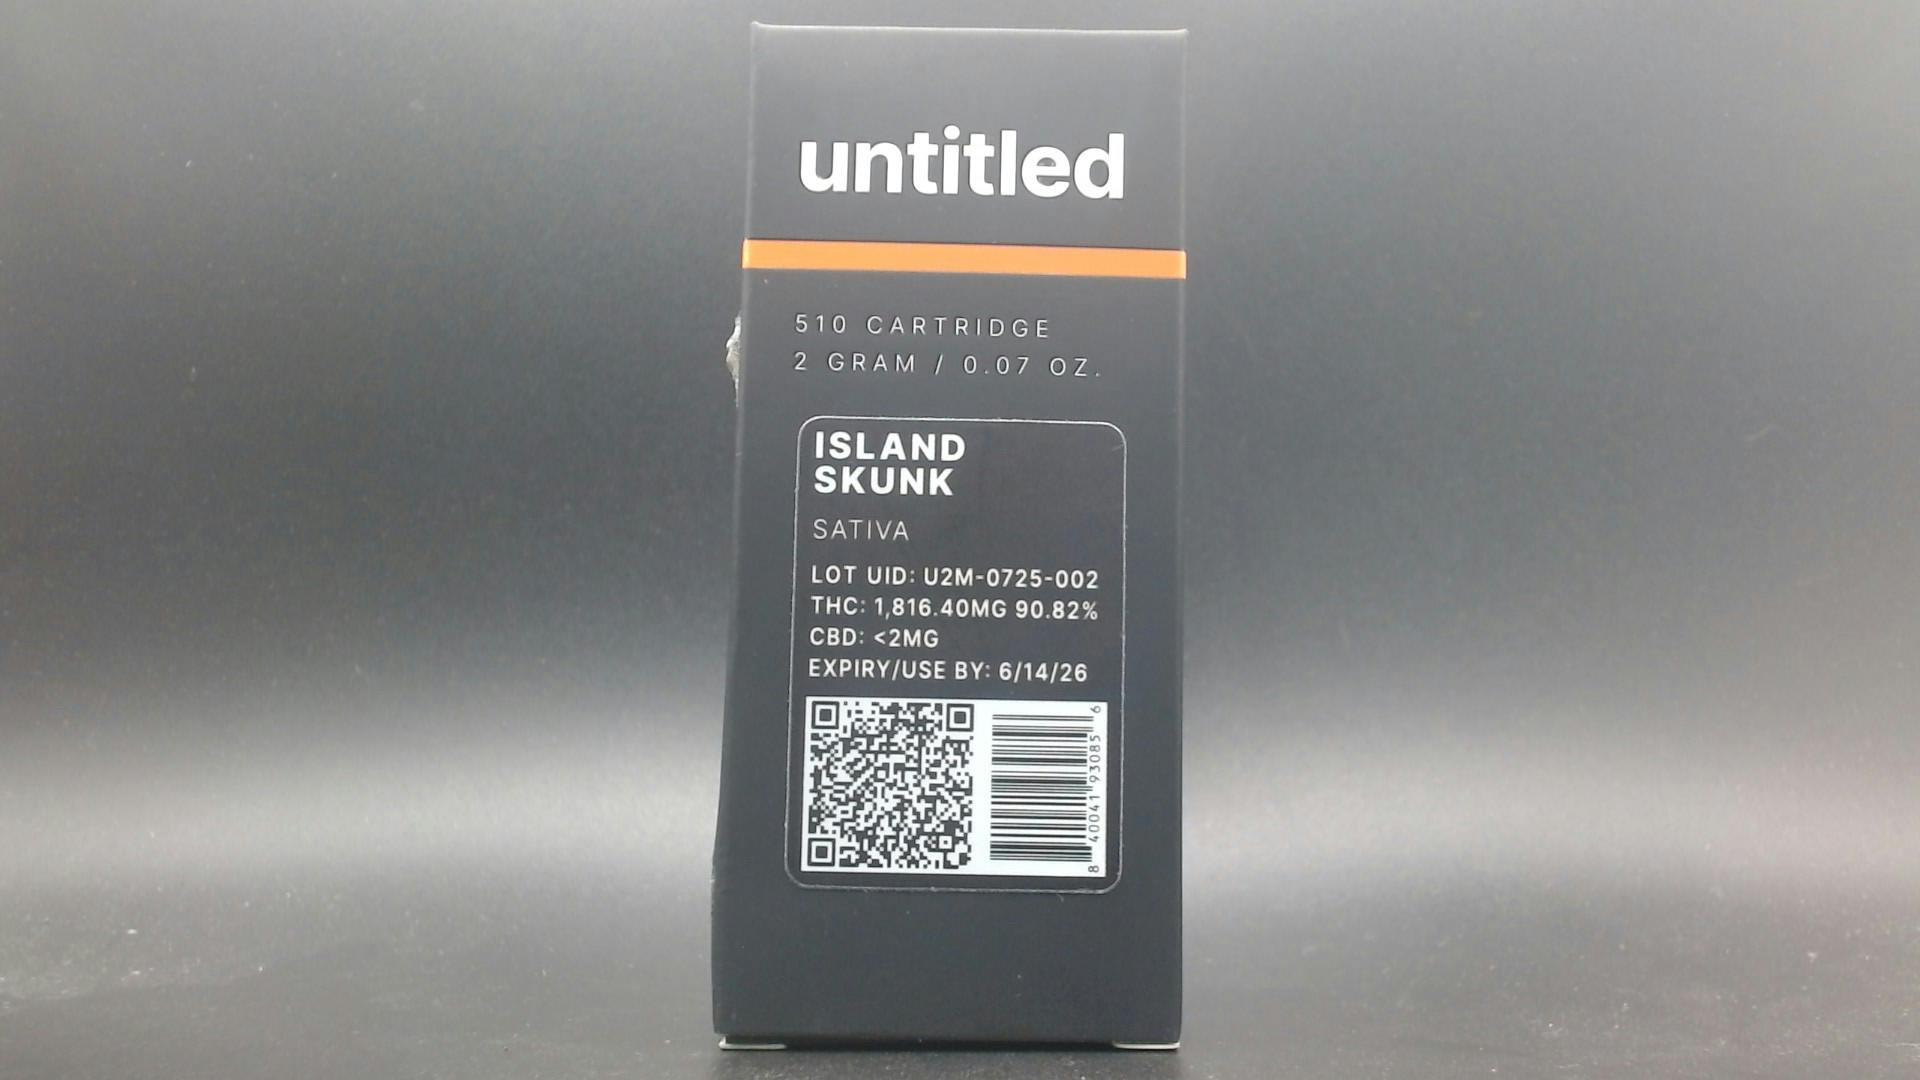 untitled
510 CARTRIDGE
2 GRAM / 0.07 OZ.
ISLAND
SKUNK
SATIVA
LOT UID: U2M-0725-002
THC: 1,816.40MG 90.82%
CBD: <2MG
EXPIRY/USE BY: 6/14/26
8 40041 93085 6